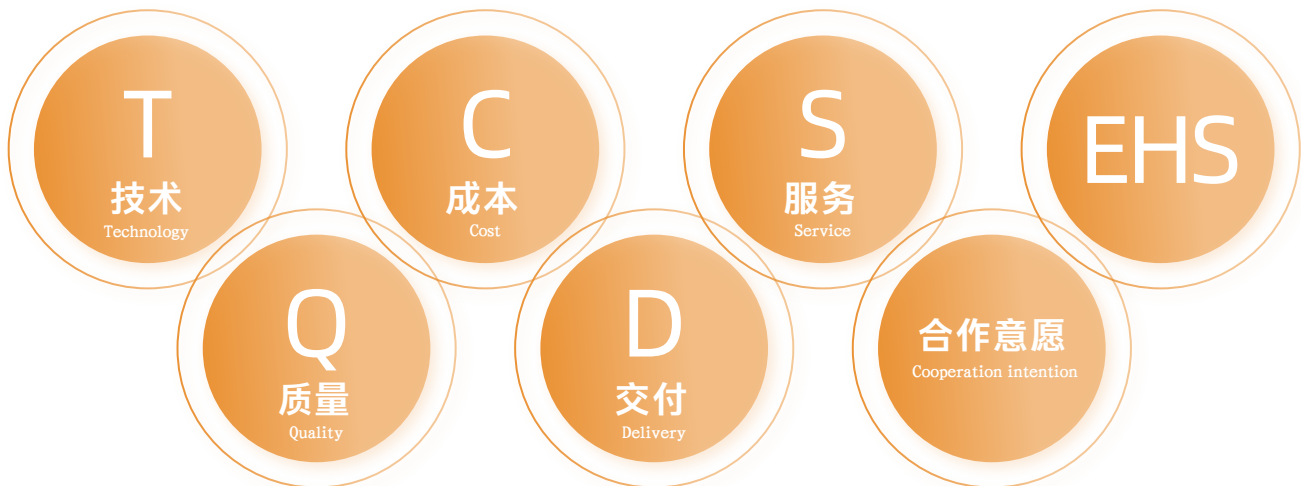 T
技术
Technology
Q
质量
Quality
C
成本
Cost
D
交付
Delivery
S
服务
Service
合作意愿
Cooperation intention
EHS